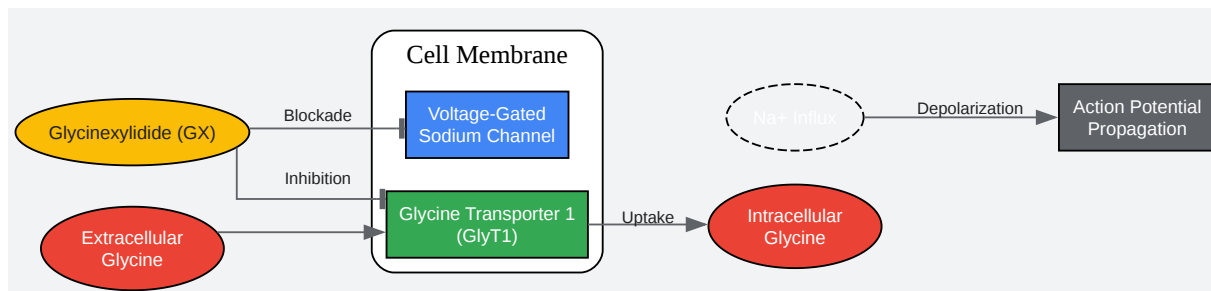 Cell Membrane
Glycinexylidide (GX)
Blockade
Voltage-Gated
Sodium Channel
Na+ Influx
Depolarization
Action Potential
Propagation
Inhibition
Extracellular
Glycine
Glycine Transporter 1
(GlyT1)
Uptake
Intracellular
Glycine